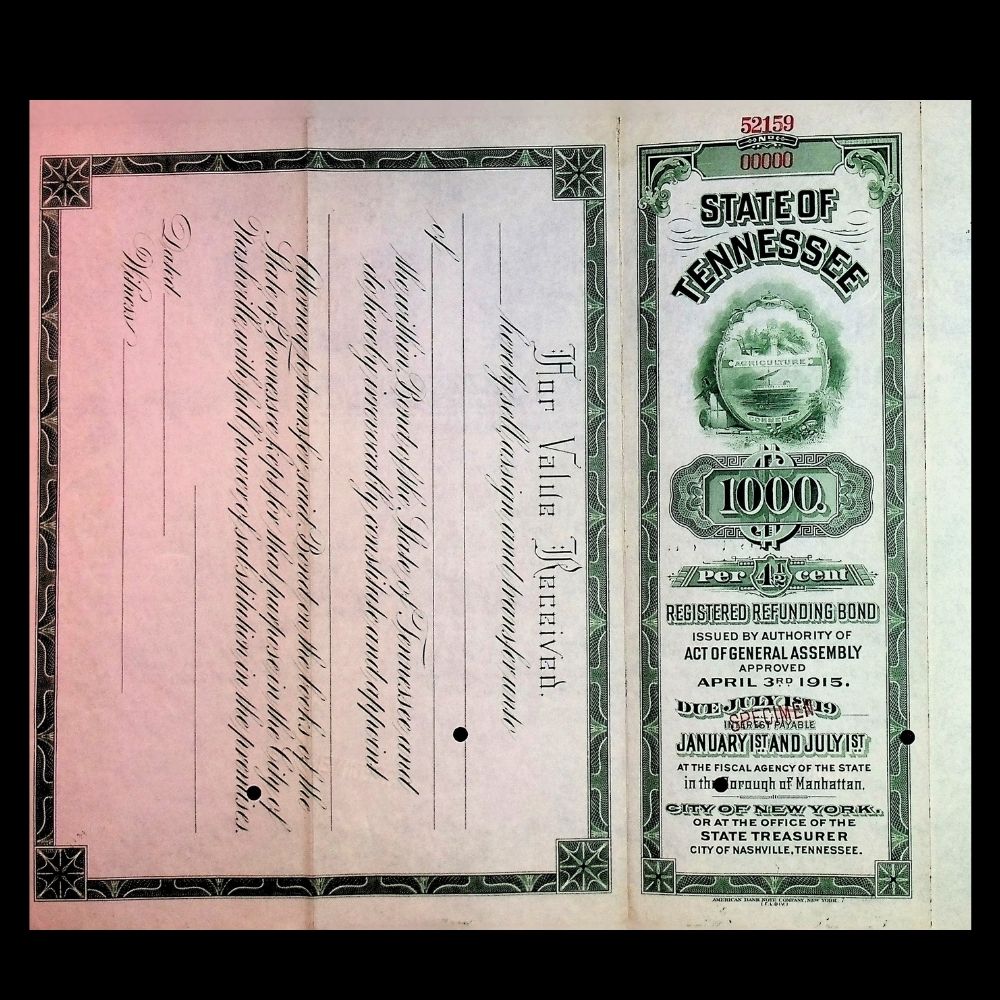 52159
AND
00000
STATE OF
TENNESSEE
AGRICULTURE
COMMERCE
$1000.
Per 4½ cent
REGISTERED REFUNDING BOND
ISSUED BY AUTHORITY OF
ACT OF GENERAL ASSEMBLY
APPROVED
APRIL 3RD 1915.
DUE JULY 1ST 19
SPECIMEN
INTEREST PAYABLE
JANUARY 1ST AND JULY 1ST
AT THE FISCAL AGENCY OF THE STATE
in the Borough of Manhattan,
CITY OF NEW YORK,
OR AT THE OFFICE OF THE
STATE TREASURER
CITY OF NASHVILLE, TENNESSEE.
AMERICAN BANK NOTE COMPANY, NEW YORK.
For Value Received,
hereby sell assign and transfer unto
of
the within Bond of the State of Tennessee and
do hereby irrevocably constitute and appoint
Attorney to transfer said Bond on the books of the
State of Tennessee kept for that purpose in the City of
Nashville, with full power of substitution in the premises.
Dated
Witness